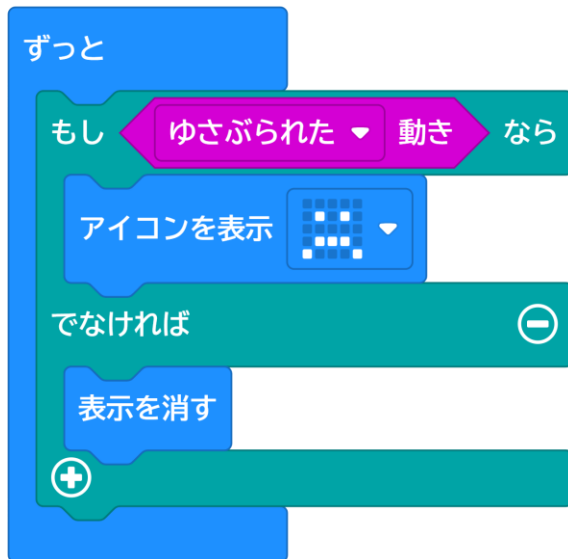 ずっと
もし ゆさぶられた 動き なら
アイコンを表示
でなければ
表示を消す